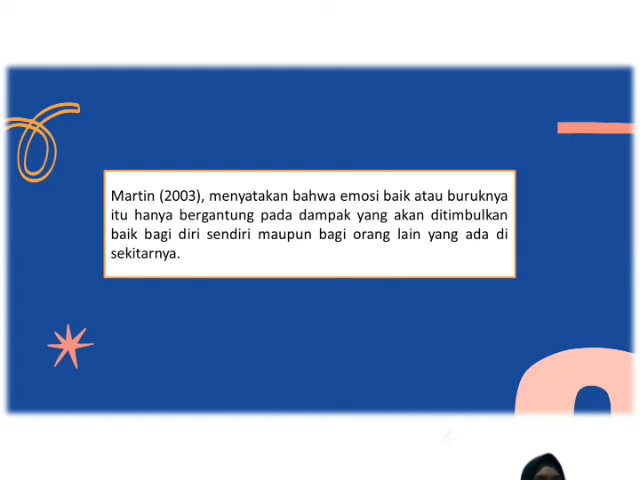 Martin (2003), menyatakan bahwa emosi baik atau buruknya
itu hanya bergantung pada dampak yang akan ditimbulkan
baik bagi diri sendiri maupun bagi orang lain yang ada di
sekitarnya.